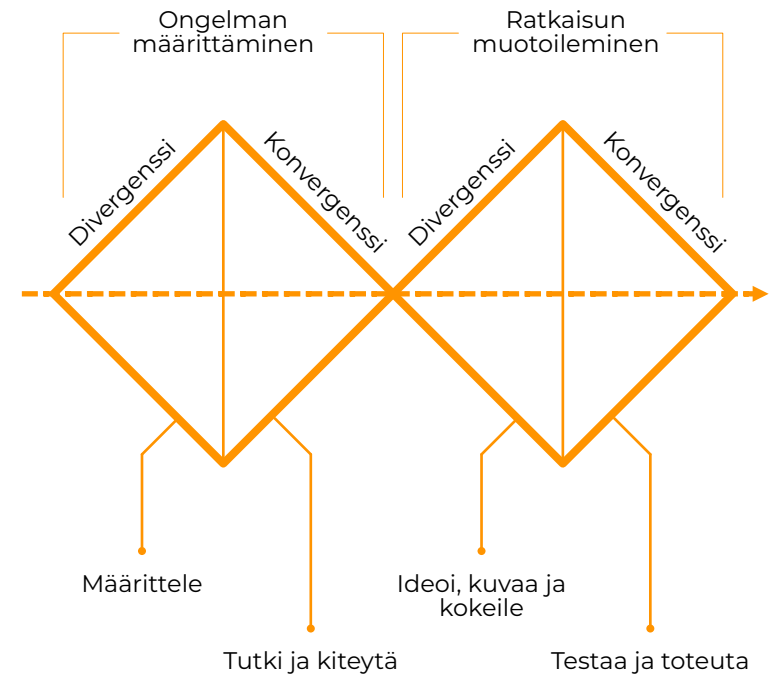 Ongelman
määrittäminen
Ratkaisun
muotoileminen
Divergenssi
Konvergenssi
Divergenssi
Konvergenssi
Määrittele
Ideoi, kuvaa ja
kokeile
Tutki ja kiteytä
Testaa ja toteuta